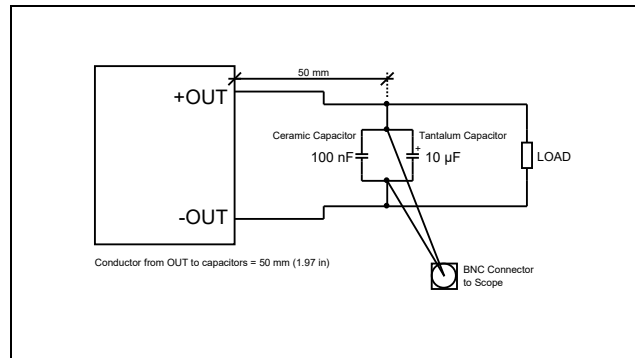 50 mm
+OUT
Ceramic Capacitor
Tantalum Capacitor
100 nF
+
10 µF
LOAD
-OUT
Conductor from OUT to capacitors = 50 mm (1.97 in)
BNC Connector
to Scope